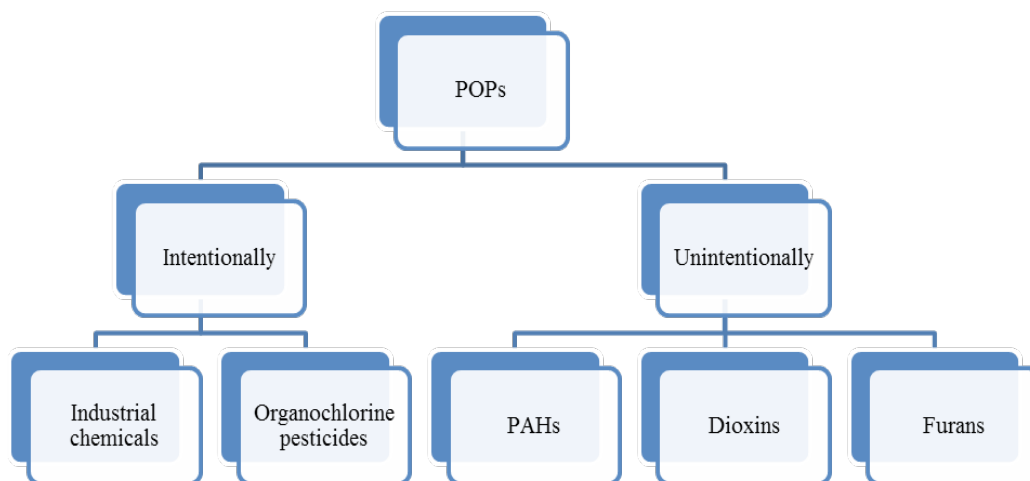 POPs
Intentionally
Unintentionally
Industrial
chemicals
Organochlorine
pesticides
PAHs
Dioxins
Furans